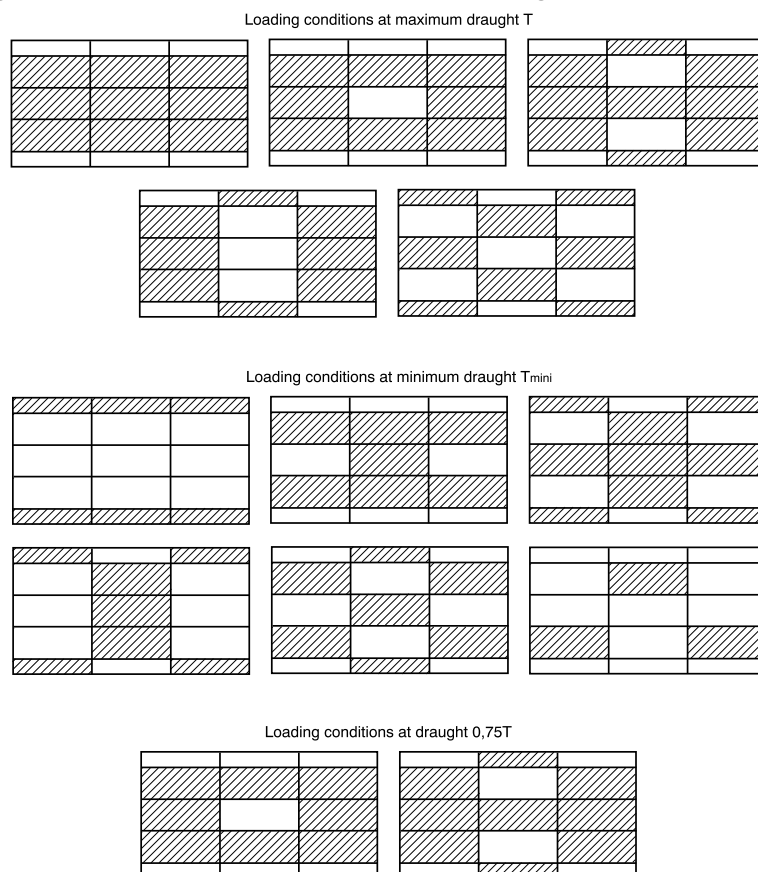 Loading conditions at maximum draught T
Loading conditions at minimum draught Tmini
Loading conditions at draught 0,75T